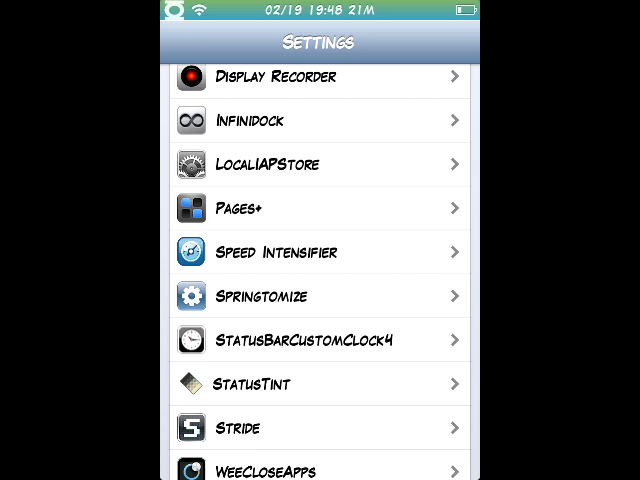 02/19 19:48 21M
Settings
Display Recorder
Infinidock
LocalIAPStore
Pages+
Speed Intensifier
Springtomize
StatusBarCustomClock4
StatusTint
Stride
WeeCloseApps